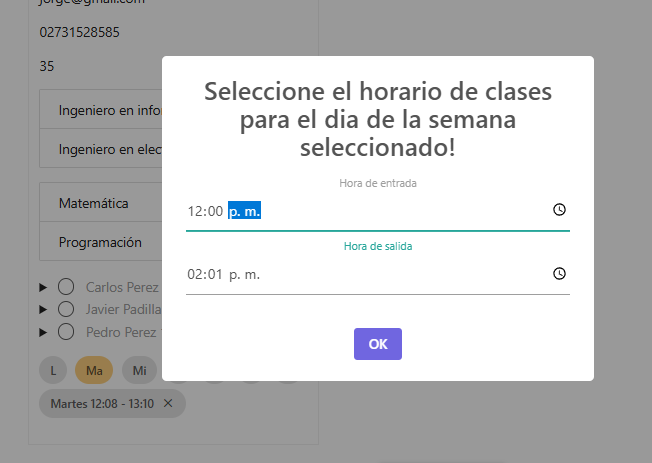 jorge@gmail.com
02731528585
35
Ingeniero en
Ingeniero en
Matemática
Programación
Carlos Perez
Javier Padilla
Pedro Perez
L
Ma
Mi
Martes 12:08 - 13:10 ×
Seleccione el horario de clases
para el dia de la semana
seleccionado!
Hora de entrada
12:00 p. m.
Hora de salida
02:01 p. m.
OK